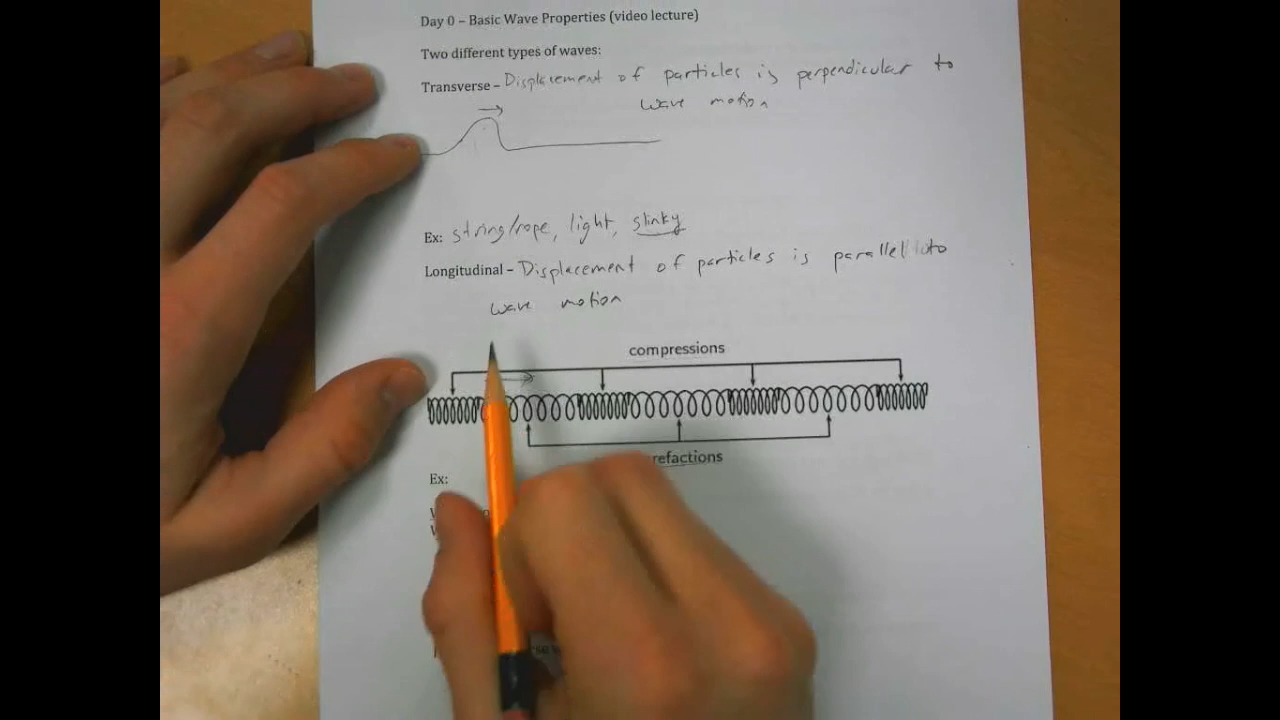 Day 0 – Basic Wave Properties (video lecture)
Two different types of waves:
Transverse – Displacement of particles is perpendicular to
wave motion
Ex: string/rope, light, slinky
Longitudinal – Displacement of particles is parallel to
wave motion
compressions
refactions
Ex: